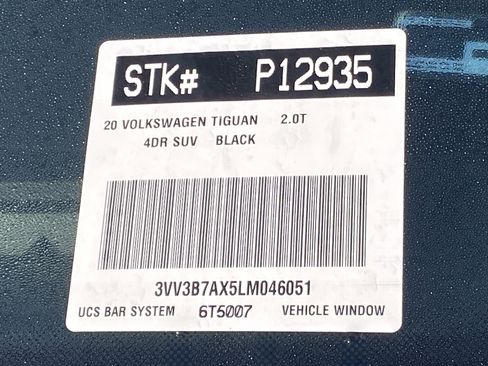 STK# P12935
20 VOLKSWAGEN TIGUAN 2.0T
4DR SUV BLACK
3VV3B7AX5LM046051
UCS BAR SYSTEM 6T5007 VEHICLE WINDOW